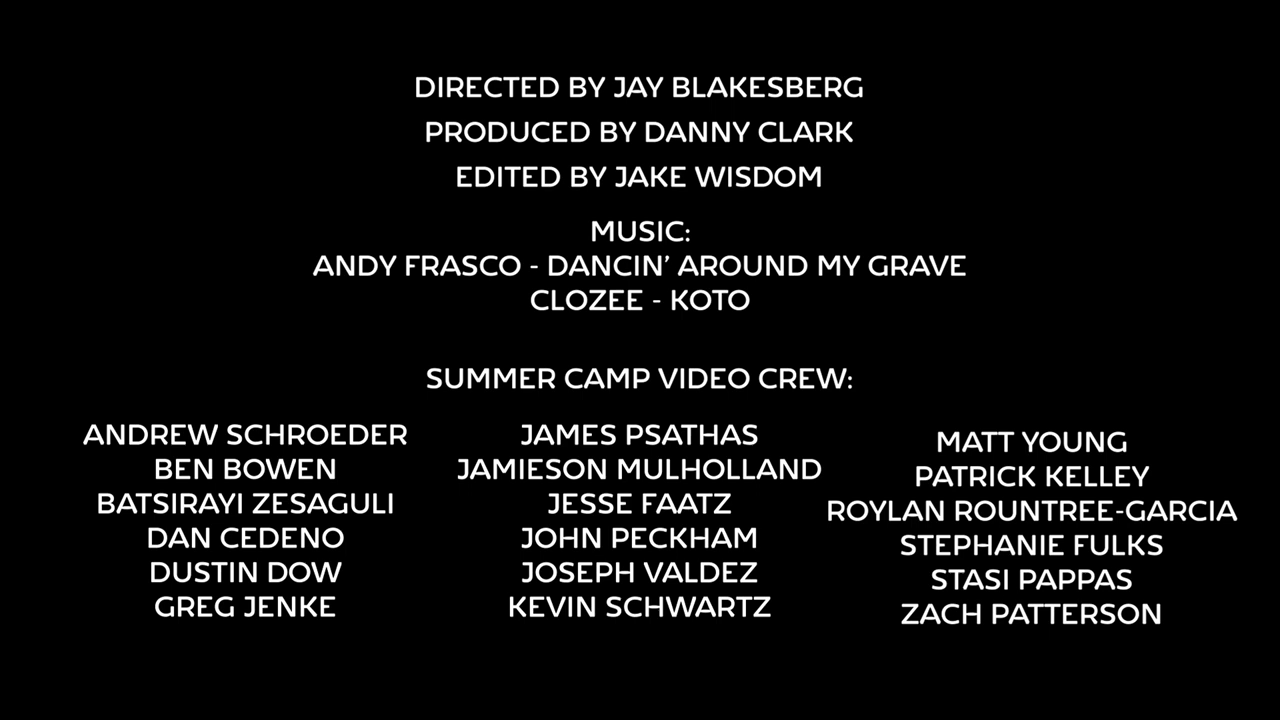 DIRECTED BY JAY BLAKESBERG
PRODUCED BY DANNY CLARK
EDITED BY JAKE WISDOM
MUSIC:
ANDY FRASCO - DANCIN’ AROUND MY GRAVE
CLOZEE - KOTO
SUMMER CAMP VIDEO CREW:
ANDREW SCHROEDER
BEN BOWEN
BATSIRAYI ZESAGULI
DAN CEDENO
DUSTIN DOW
GREG JENKE
JAMES PSATHAS
JAMIESON MULHOLLAND
JESSE FAATZ
JOHN PECKHAM
JOSEPH VALDEZ
KEVIN SCHWARTZ
MATT YOUNG
PATRICK KELLEY
ROYLAN ROUNTREE-GARCIA
STEPHANIE FULKS
STASI PAPPAS
ZACH PATTERSON